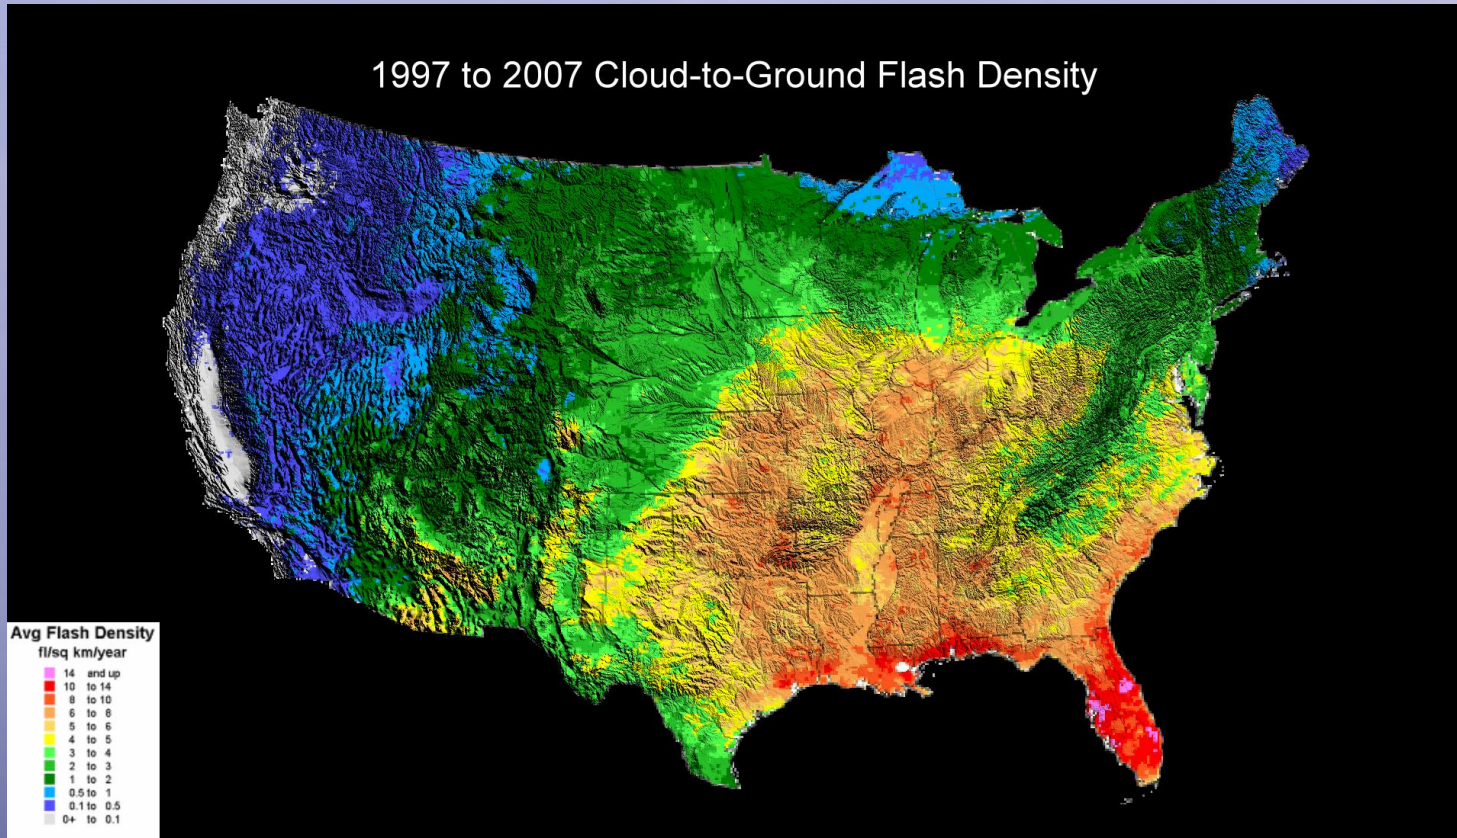 1997 to 2007 Cloud-to-Ground Flash Density
Avg Flash Density
fl/sq km/year
14 and up
10 to 14
8 to 10
6 to 8
5 to 6
4 to 5
3 to 4
2 to 3
1 to 2
0.5 to 1
0.1 to 0.5
0+ to 0.1